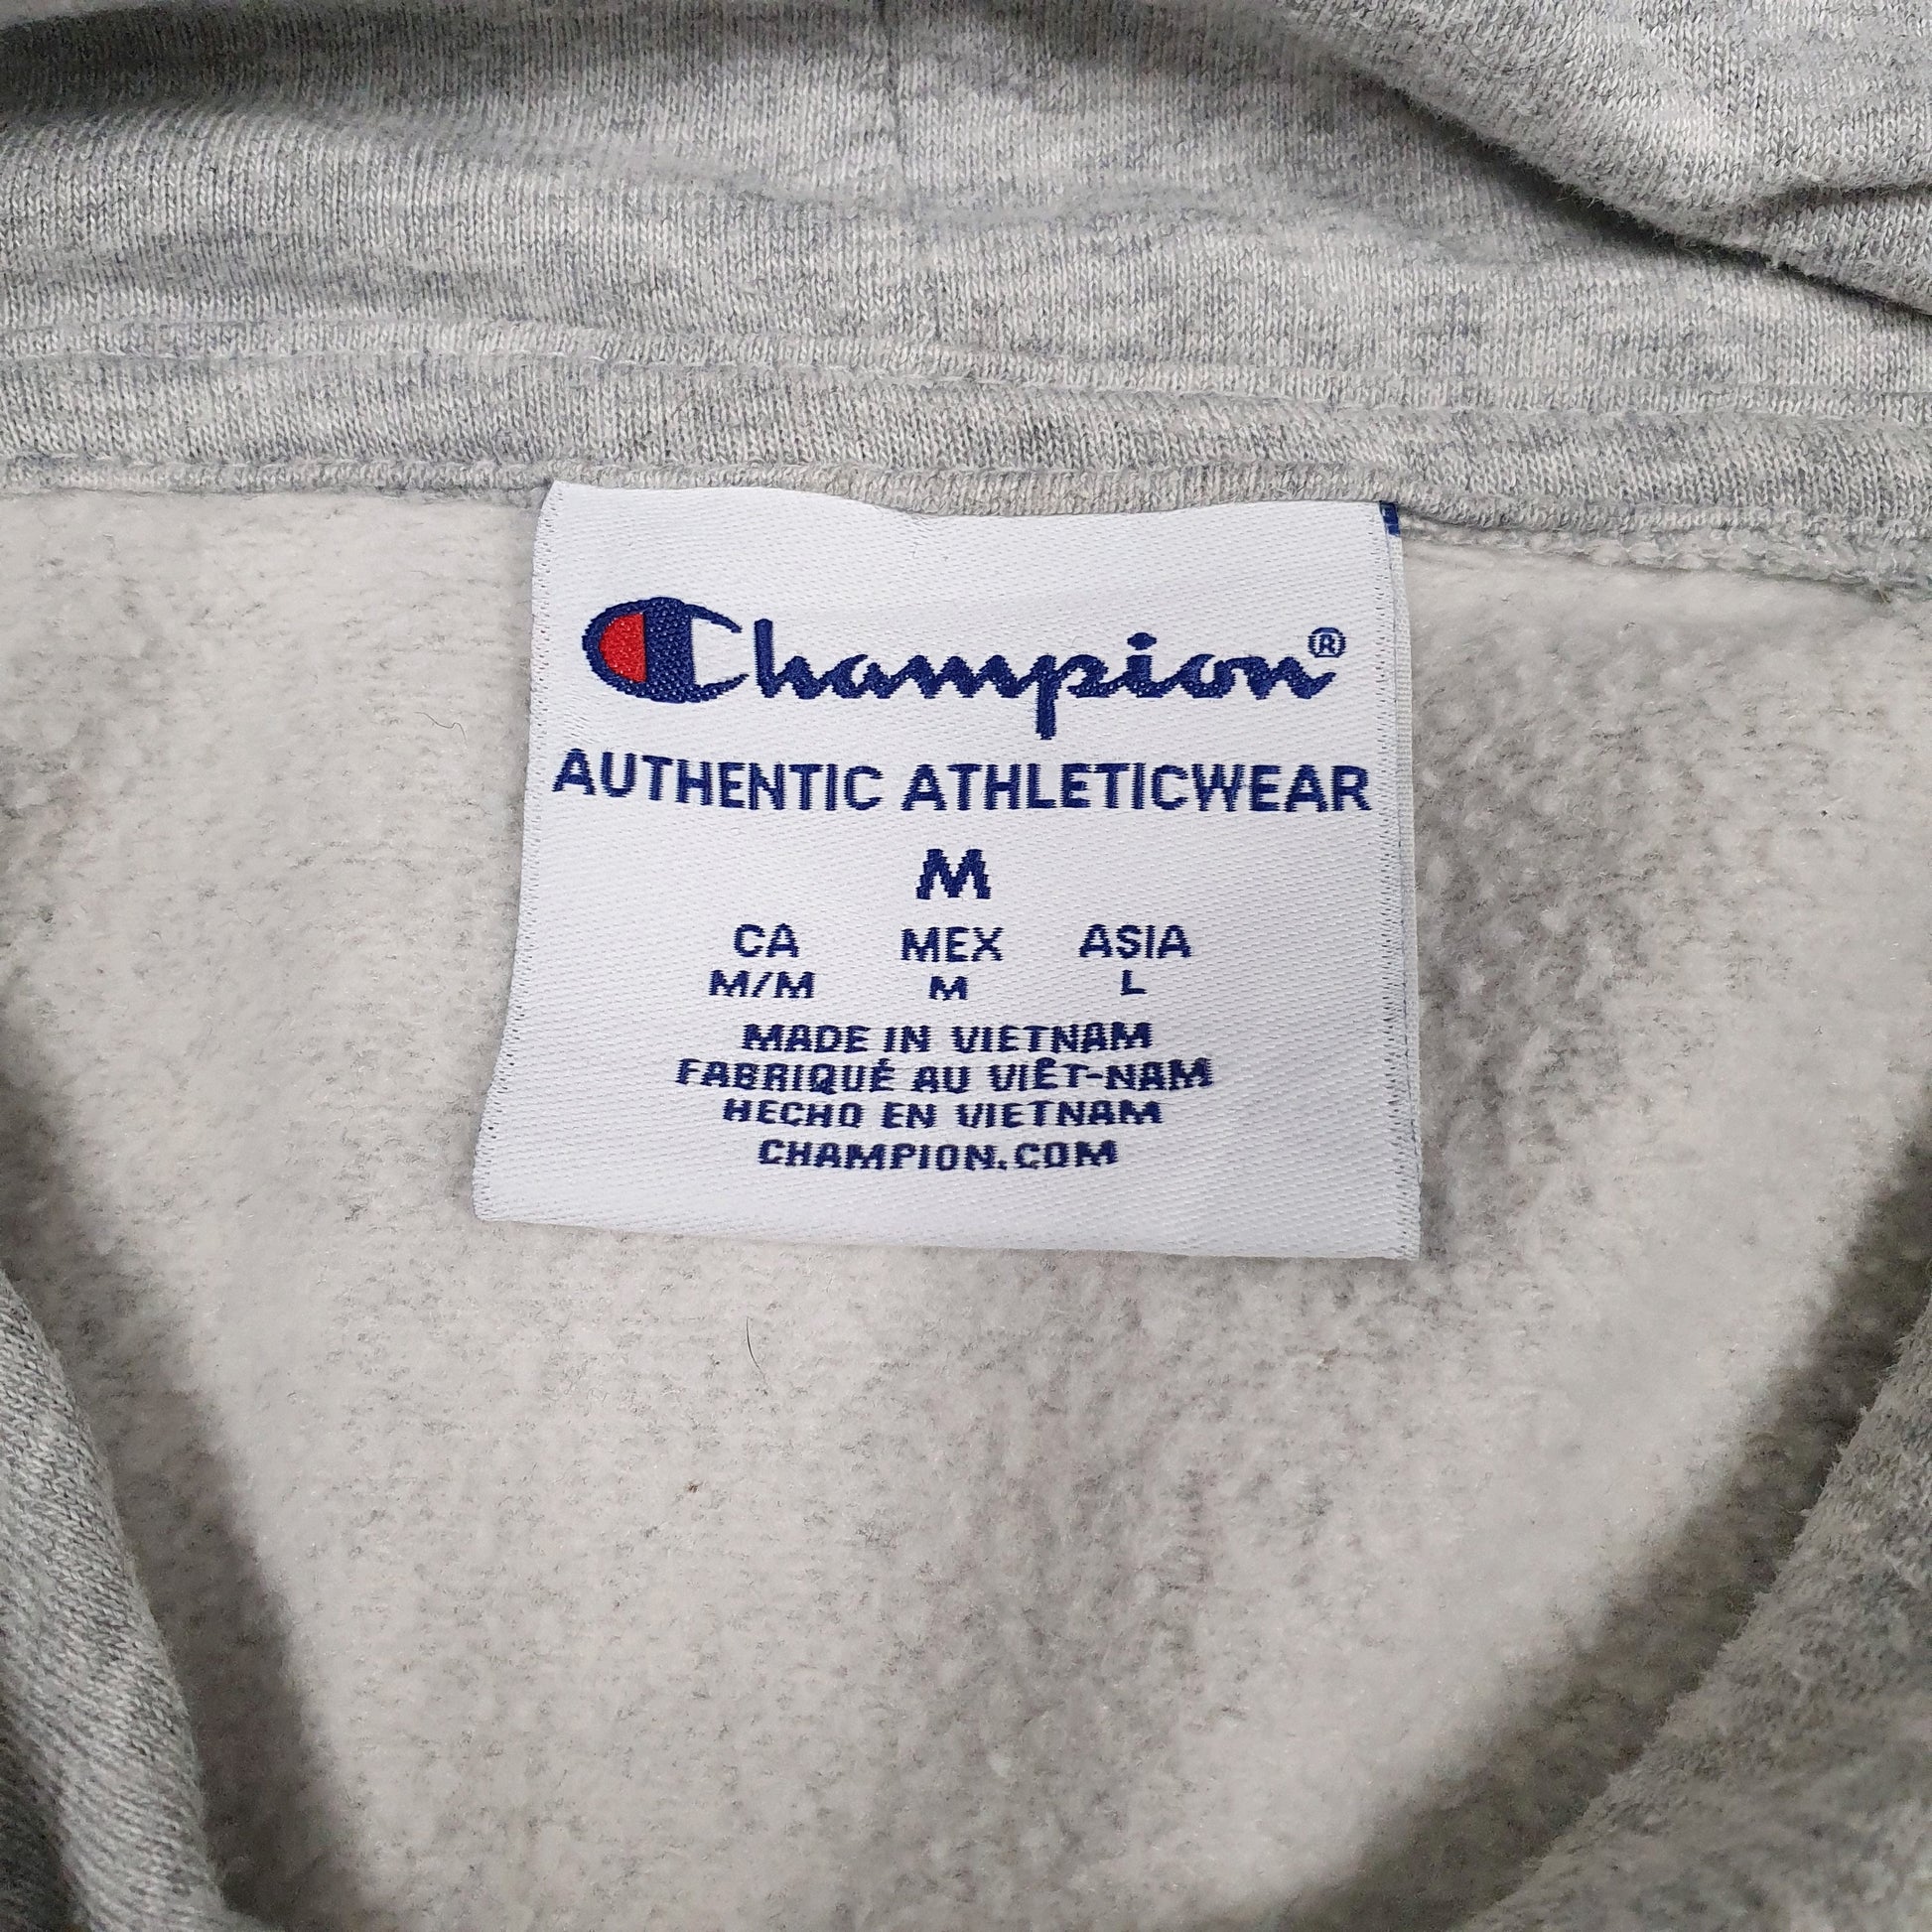 Champion®
AUTHENTIC ATHLETICWEAR
M
CA MEX ASIA
M/M M L
MADE IN VIETNAM
FABRIQUÉ AU VIÊT-NAM
HECHO EN VIETNAM
CHAMPION.COM